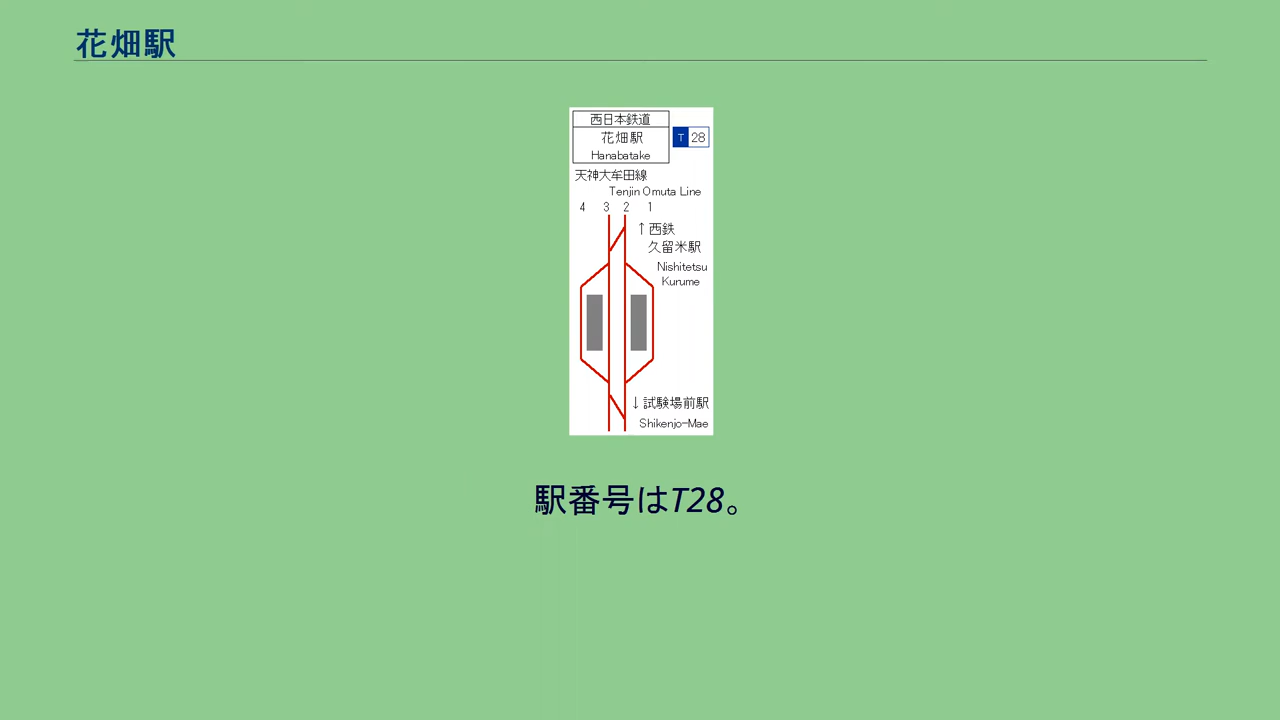 花畑駅
西日本鉄道
花畑駅
Hanabatake
T 28
天神大牟田線
Tenjin Omuta Line
4 3 2 1
↑西鉄
久留米駅
Nishitetsu
Kurume
↓試験場前駅
Shikenjo-Mae
駅番号はT28。